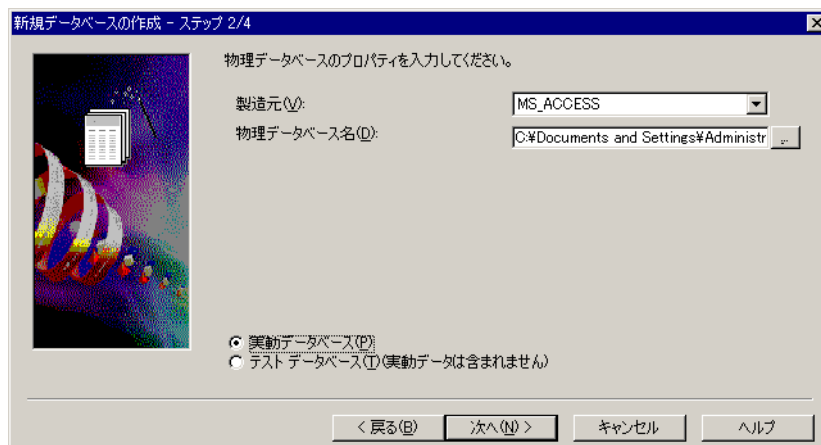 新規データベースの作成 - ステップ 2/4
物理データベースのプロパティを入力してください。
製造元(V): MS_ACCESS
物理データベース名(D): C:¥Documents and Settings¥Administr ...
実動データベース(P)
テスト データベース(T)(実動データは含まれません)
< 戻る(B) 次へ(N) > キャンセル ヘルプ